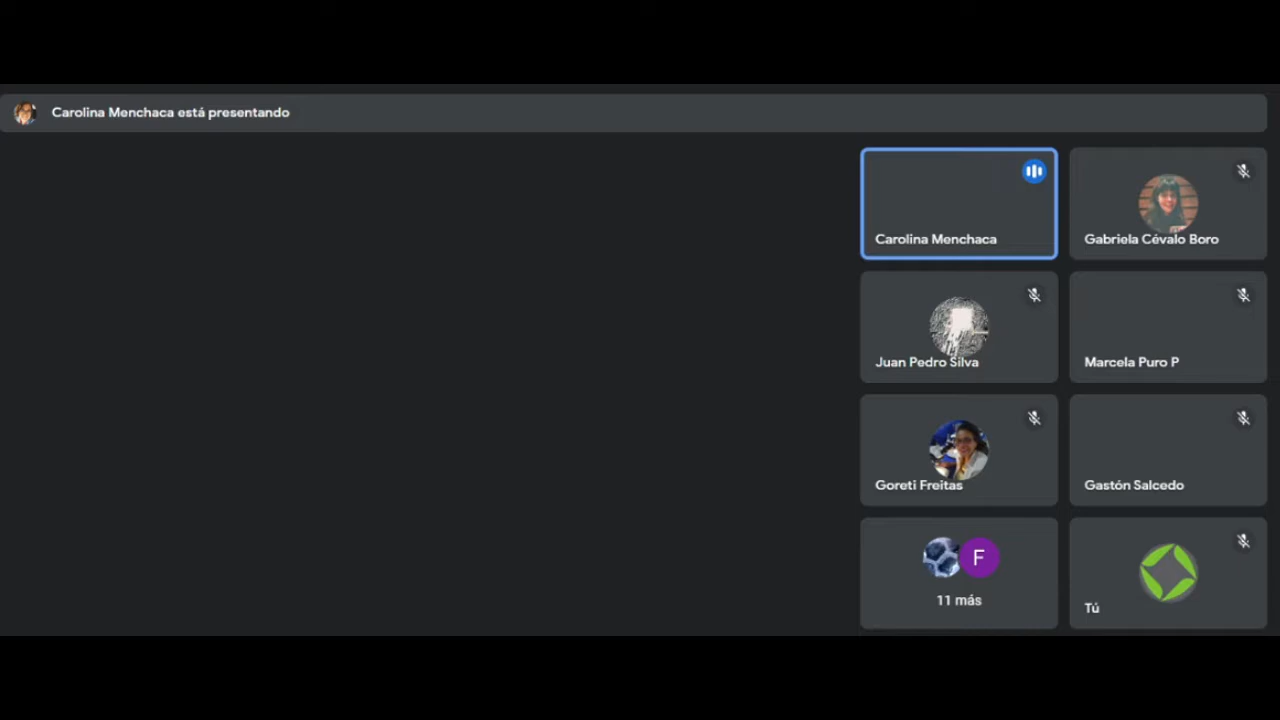 Carolina Menchaca está presentando
Carolina Menchaca
Gabriela Cévalo Boro
Juan Pedro Silva
Marcela Puro P
Goreti Freitas
Gastón Salcedo
F
11 más
Tú